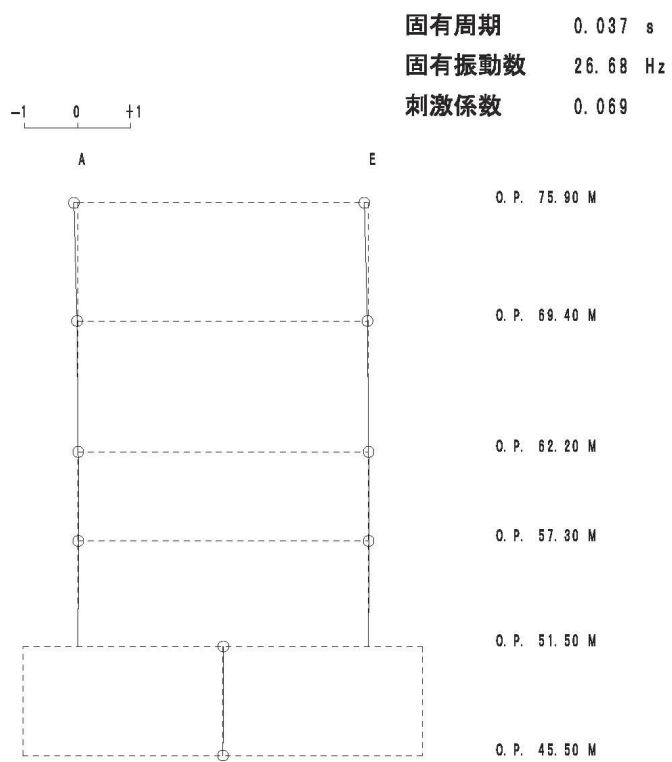 固有周期 0.037 s
固有振動数 26.68 Hz
刺激係数 0.069
-1 0 +1
A E
O.P. 75.90 M
O.P. 69.40 M
O.P. 62.20 M
O.P. 57.30 M
O.P. 51.50 M
O.P. 45.50 M